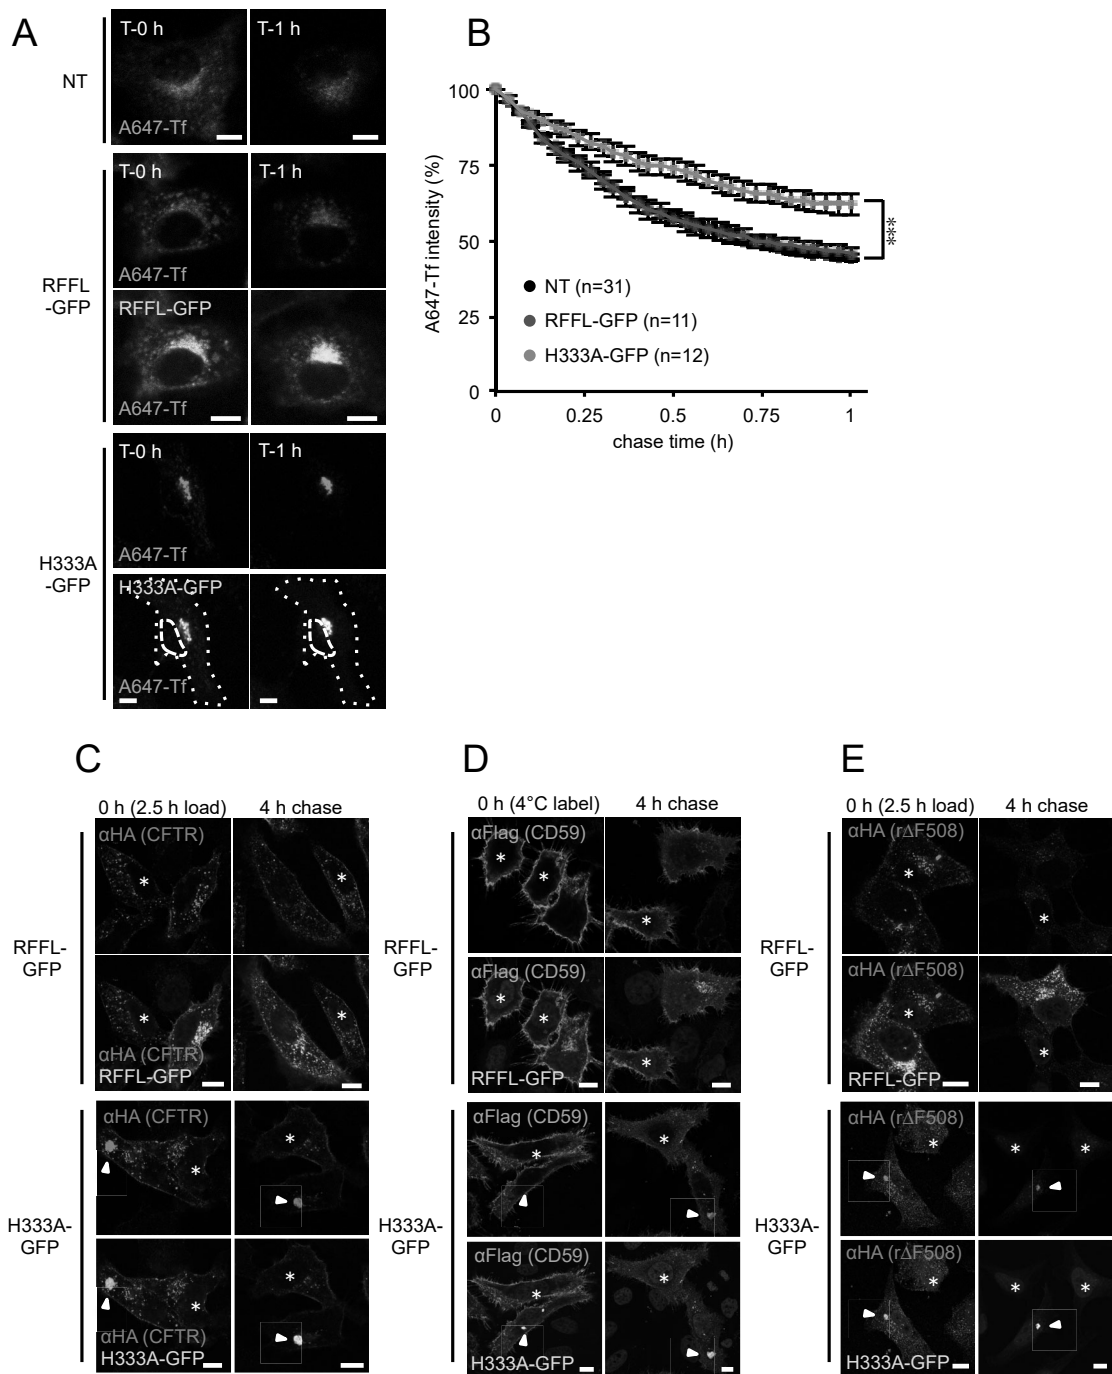 A
NT
T-0 h
T-1 h
A647-Tf
RFFL
-GFP
T-0 h
T-1 h
A647-Tf
RFFL-GFP
A647-Tf
H333A
-GFP
T-0 h
T-1 h
A647-Tf
H333A-GFP
A647-Tf
B
A647-Tf intensity (%)
100
75
50
25
0
0
0.25
0.5
0.75
1
chase time (h)
NT (n=31)
RFFL-GFP (n=11)
H333A-GFP (n=12)
***
C
0 h (2.5 h load)
4 h chase
RFFL-
GFP
αHA (CFTR)
*
*
αHA (CFTR)
RFFL-GFP
*
*
H333A-
GFP
αHA (CFTR)
*
*
αHA (CFTR)
H333A-GFP
*
*
D
0 h (4°C label)
4 h chase
RFFL-
GFP
αFlag (CD59)
*
*
*
αFlag (CD59)
RFFL-GFP
*
*
*
H333A-
GFP
αFlag (CD59)
*
*
αFlag (CD59)
H333A-GFP
*
*
E
0 h (2.5 h load)
4 h chase
RFFL-
GFP
αHA (rΔF508)
*
*
αHA (rΔF508)
RFFL-GFP
*
*
H333A-
GFP
αHA (rΔF508)
*
*
*
αHA (rΔF508)
H333A-GFP
*
*
*